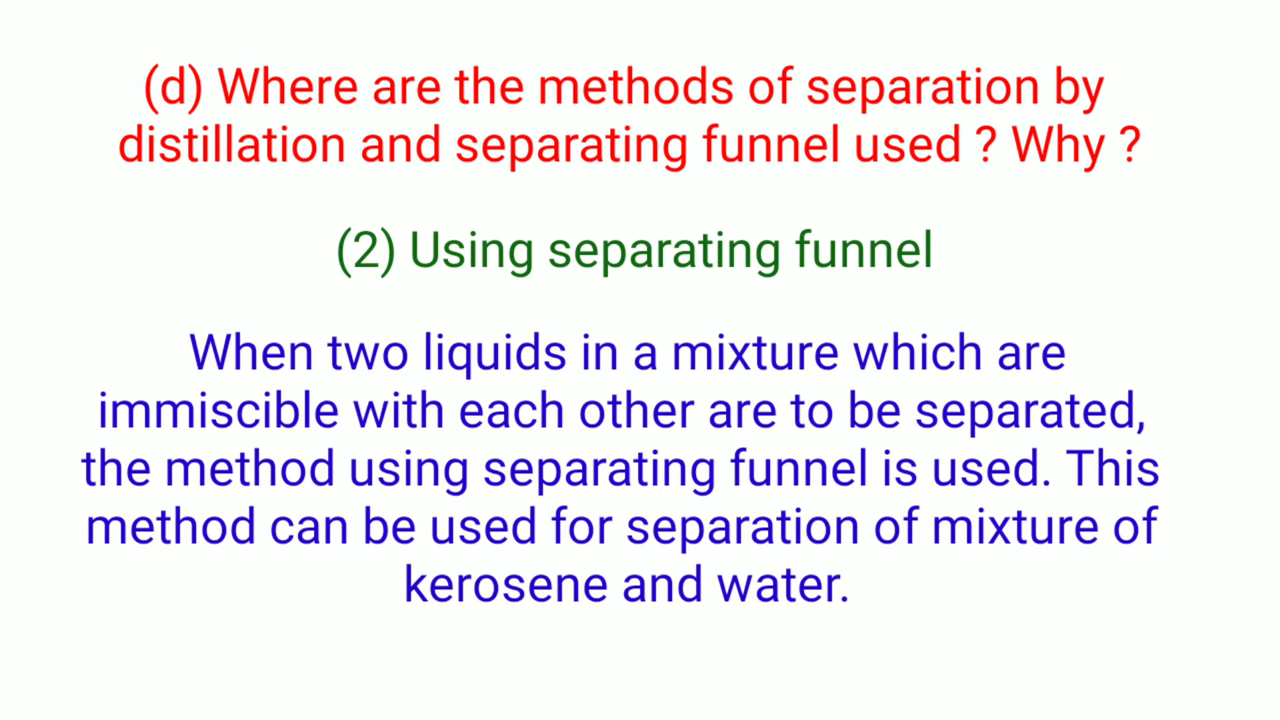 (d) Where are the methods of separation by
distillation and separating funnel used ? Why ?
(2) Using separating funnel
When two liquids in a mixture which are
immiscible with each other are to be separated,
the method using separating funnel is used. This
method can be used for separation of mixture of
kerosene and water.